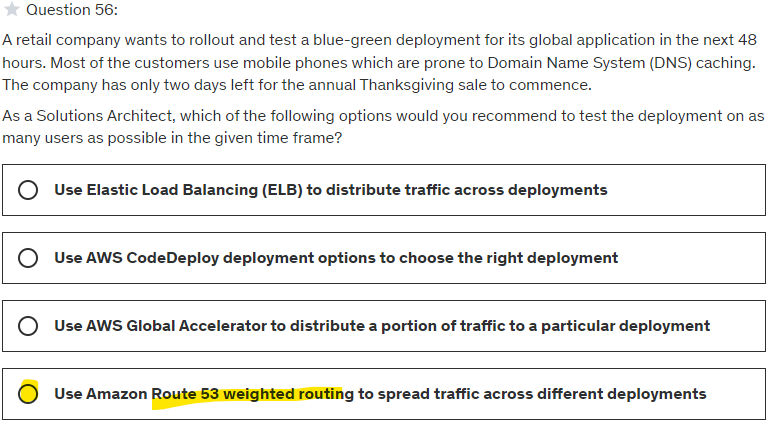 Question 56:
A retail company wants to rollout and test a blue-green deployment for its global application in the next 48
hours. Most of the customers use mobile phones which are prone to Domain Name System (DNS) caching.
The company has only two days left for the annual Thanksgiving sale to commence.
As a Solutions Architect, which of the following options would you recommend to test the deployment on as
many users as possible in the given time frame?
Use Elastic Load Balancing (ELB) to distribute traffic across deployments
Use AWS CodeDeploy deployment options to choose the right deployment
Use AWS Global Accelerator to distribute a portion of traffic to a particular deployment
Use Amazon Route 53 weighted routing to spread traffic across different deployments